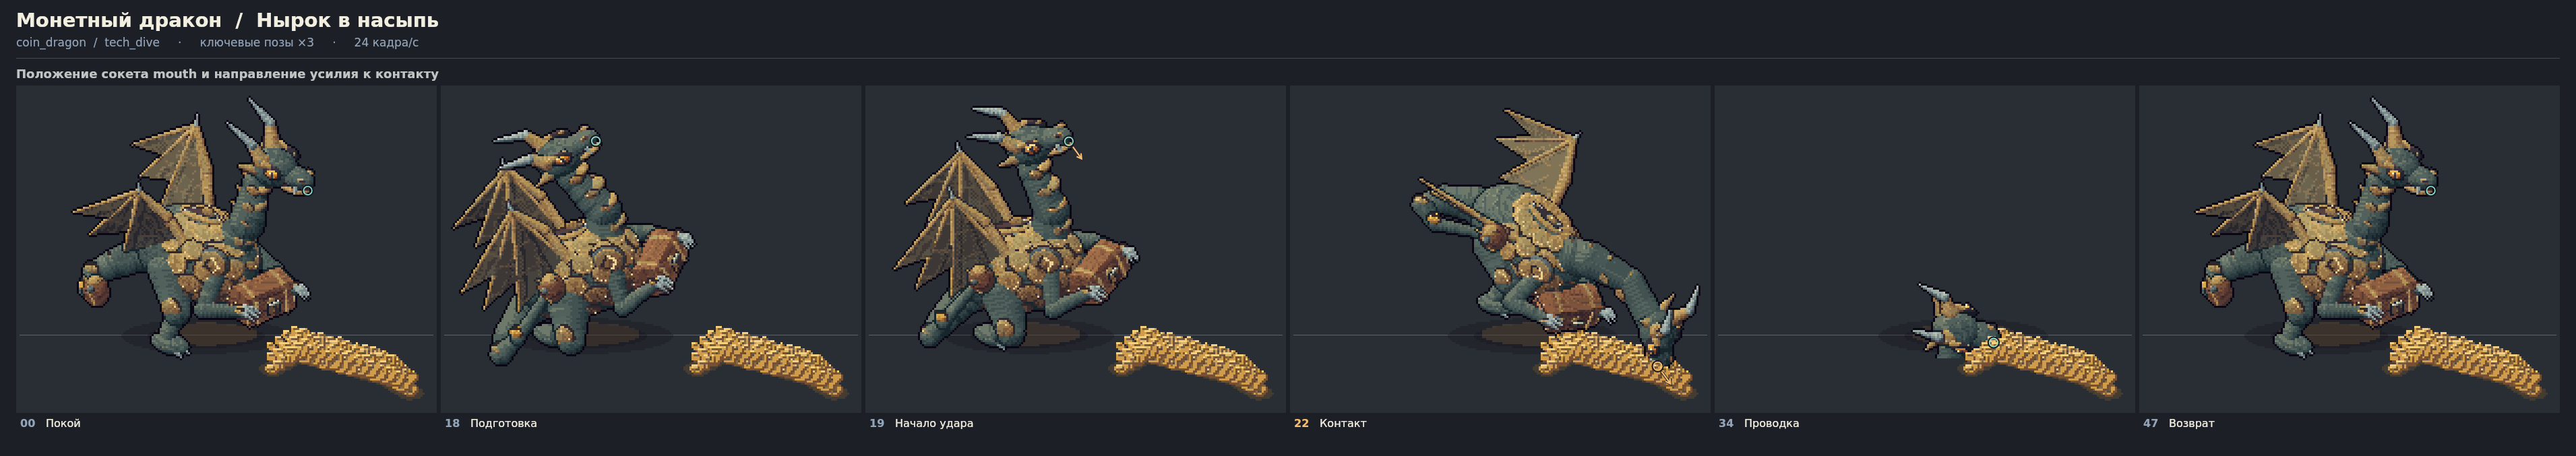 Монетный дракон / Нырок в насыпь
coin_dragon / tech_dive · ключевые позы ×3 · 24 кадра/с
Положение сокета mouth и направление усилия к контакту
00 Покой
18 Подготовка
19 Начало удара
22 Контакт
34 Проводка
47 Возврат